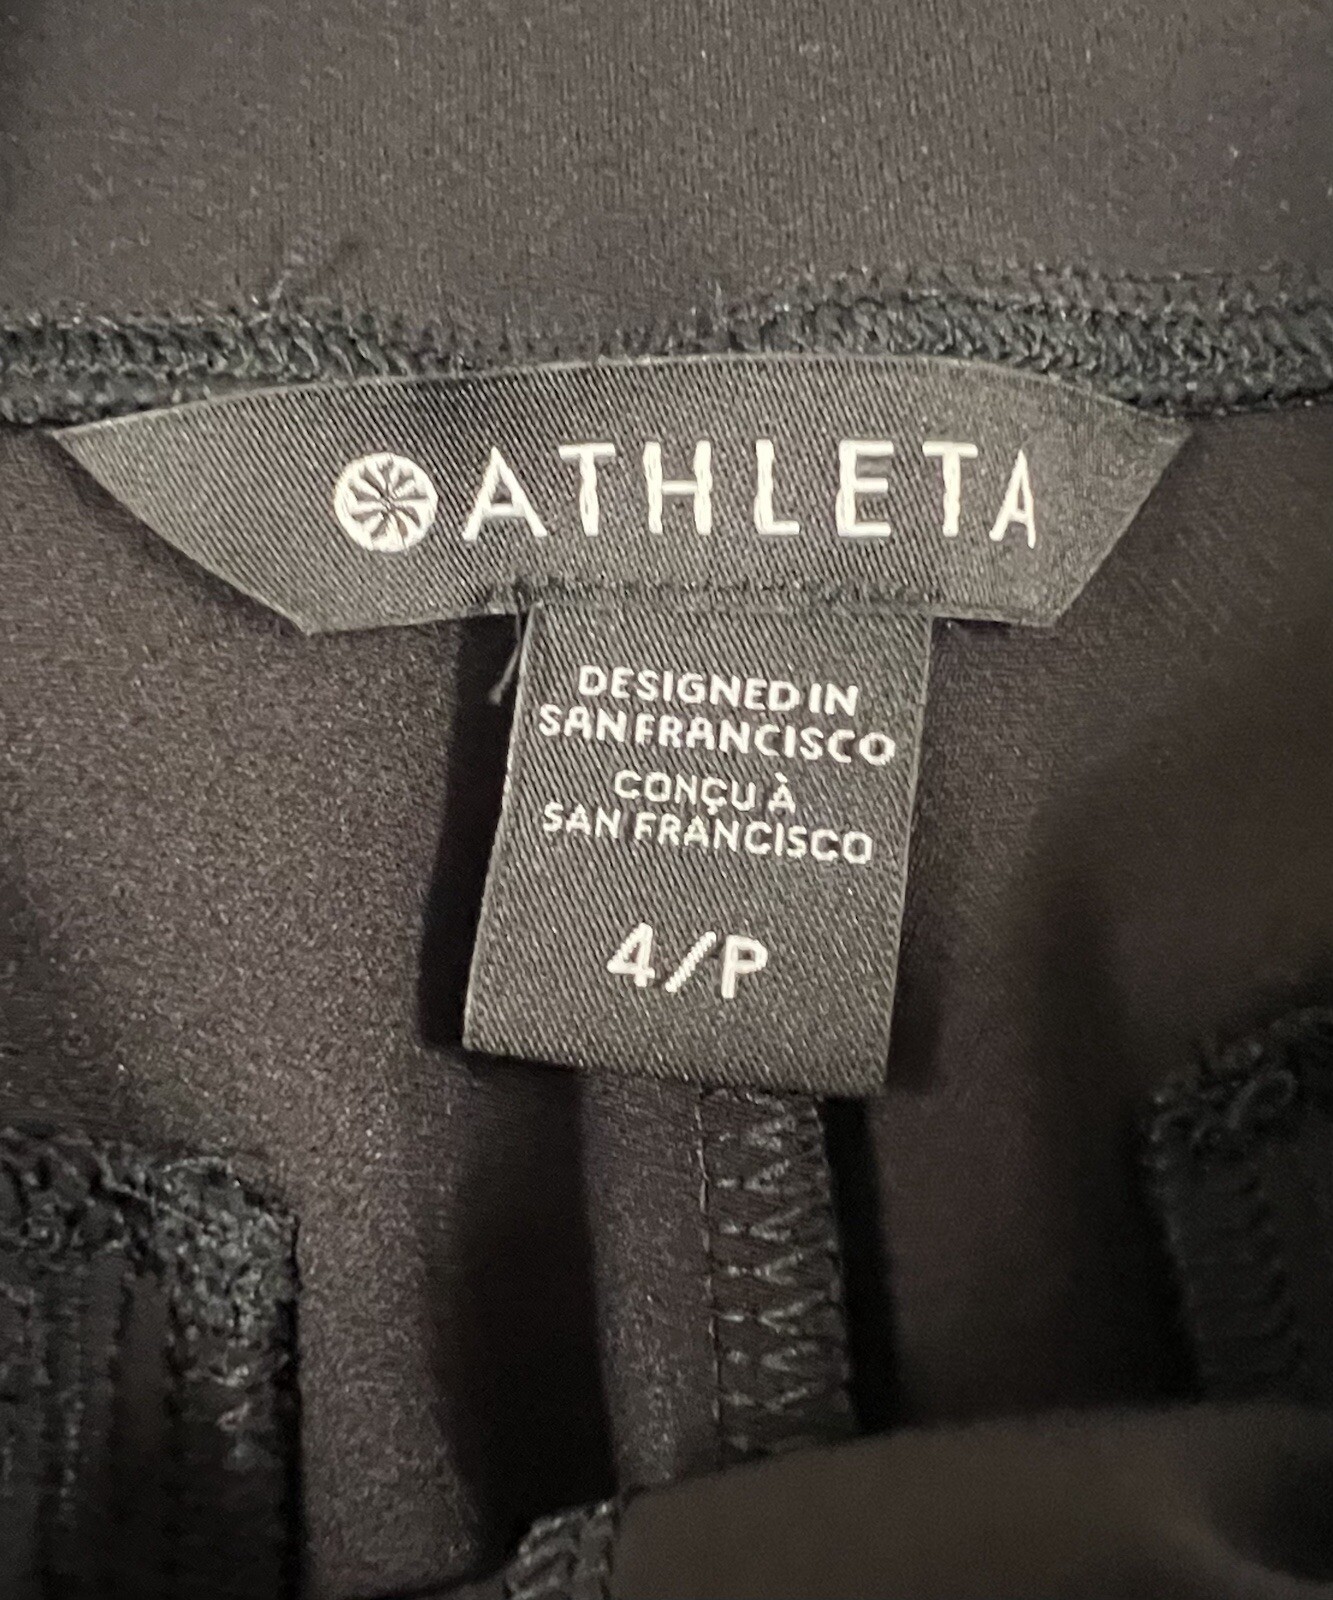 ATHLETA
DESIGNED IN
SAN FRANCISCO
CONÇU À
SAN FRANCISCO
4/P